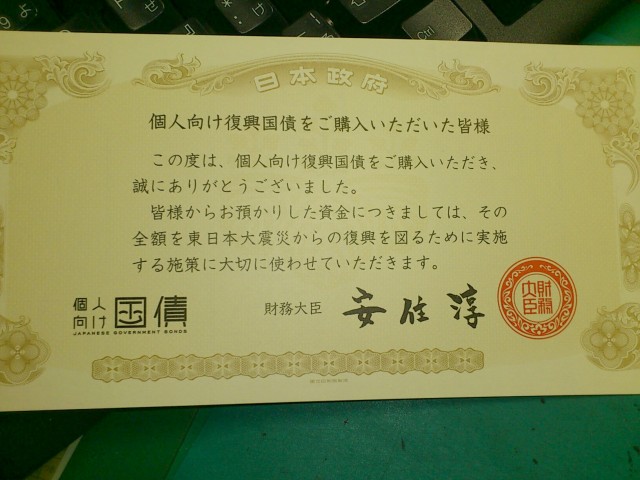 日本政府
個人向け復興国債をご購入いただいた皆様
この度は、個人向け復興国債をご購入いただき、
誠にありがとうございました。
皆様からお預かりした資金につきましては、その
全額を東日本大震災からの復興を図るために実施
する施策に大切に使わせていただきます。
個人
向け国債
JAPANESE GOVERNMENT BONDS
財務大臣 安住淳
財務
大臣